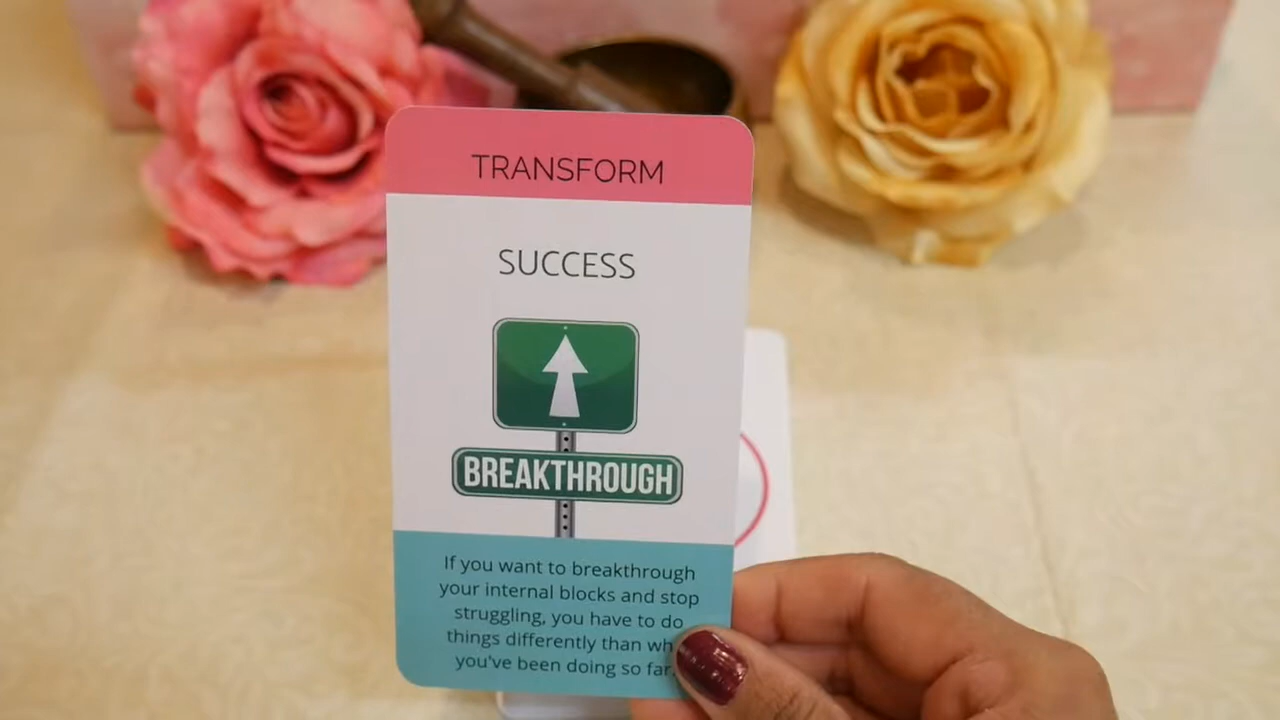 TRANSFORM
SUCCESS
BREAKTHROUGH
If you want to breakthrough
your internal blocks and stop
struggling, you have to do
things differently than
you've been doing so far.